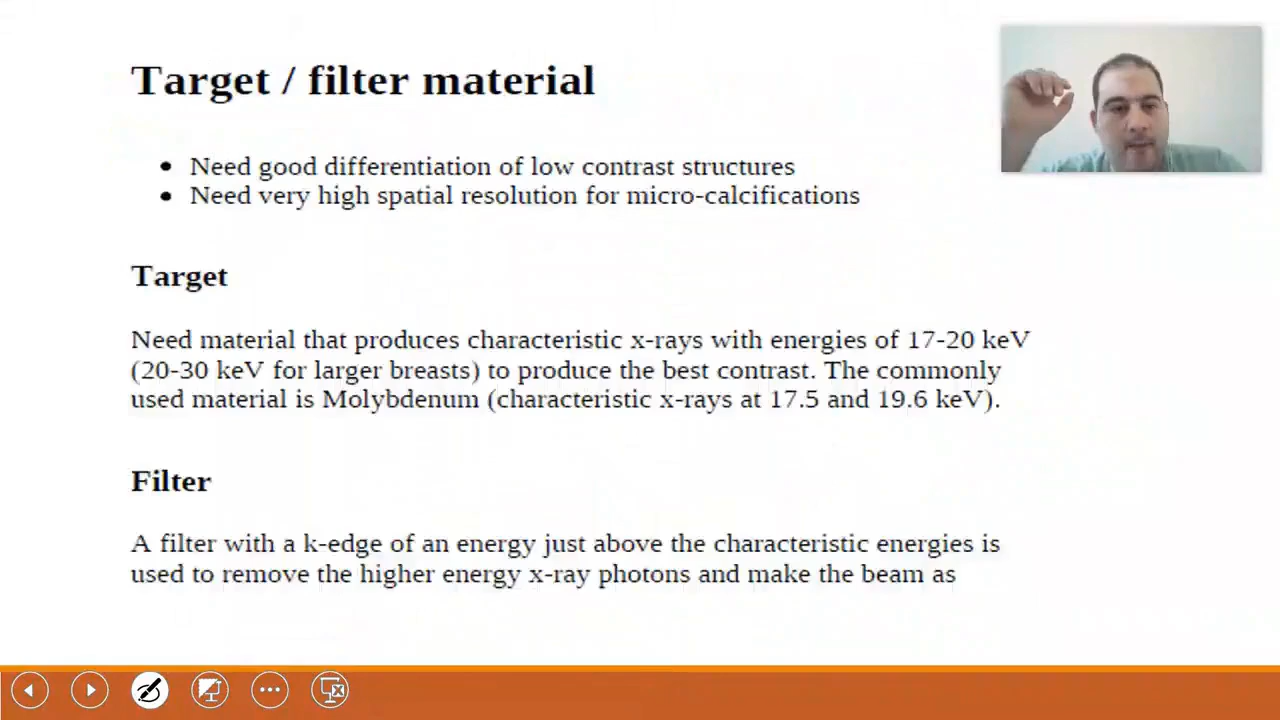 Target / filter material
• Need good differentiation of low contrast structures
• Need very high spatial resolution for micro-calcifications
Target
Need material that produces characteristic x-rays with energies of 17-20 keV
(20-30 keV for larger breasts) to produce the best contrast. The commonly
used material is Molybdenum (characteristic x-rays at 17.5 and 19.6 keV).
Filter
A filter with a k-edge of an energy just above the characteristic energies is
used to remove the higher energy x-ray photons and make the beam as